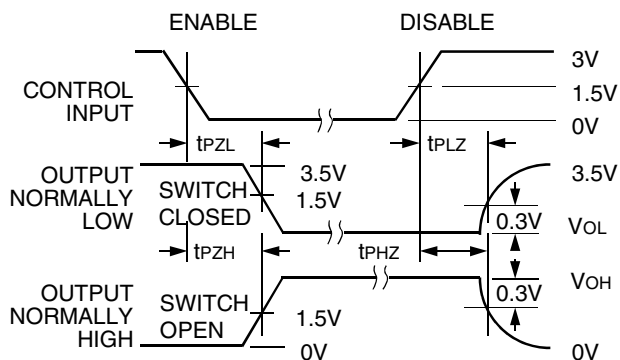 ENABLE DISABLE
3V
CONTROL
INPUT
1.5V
0V
tPZL tPLZ
OUTPUT
NORMALLY
LOW
SWITCH
CLOSED
3.5V
1.5V
3.5V
0.3V
VOL
tPZH tPHZ
VOH
0.3V
OUTPUT
NORMALLY
HIGH
SWITCH
OPEN
1.5V
0V
0V